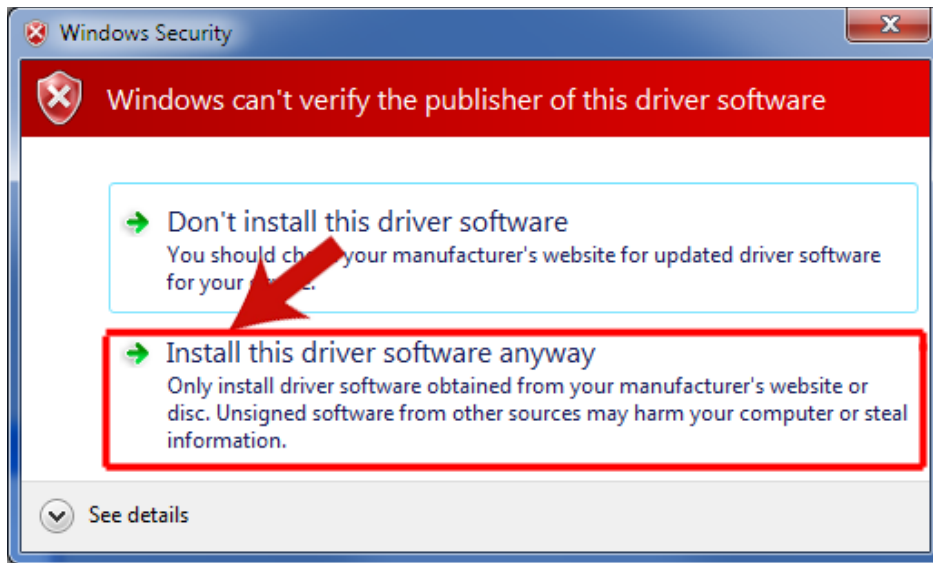 Windows Security
Windows can't verify the publisher of this driver software
Don't install this driver software
You should your manufacturer's website for updated driver software
for your
Install this driver software anyway
Only install driver software obtained from your manufacturer's website or
disc. Unsigned software from other sources may harm your computer or steal
information.
See details